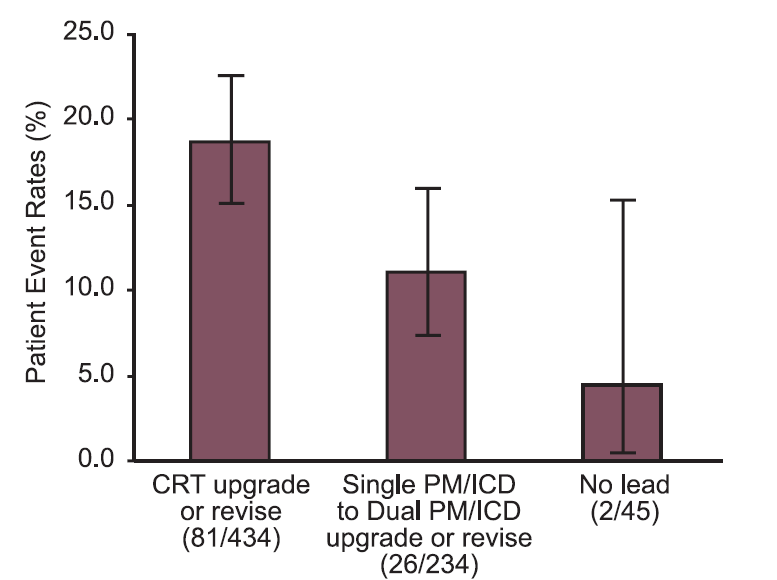 25.0
20.0
15.0
10.0
5.0
0.0
Patient Event Rates (%)
CRT upgrade
or revise
(81/434)
Single PM/ICD
to Dual PM/ICD
upgrade or revise
(26/234)
No lead
(2/45)